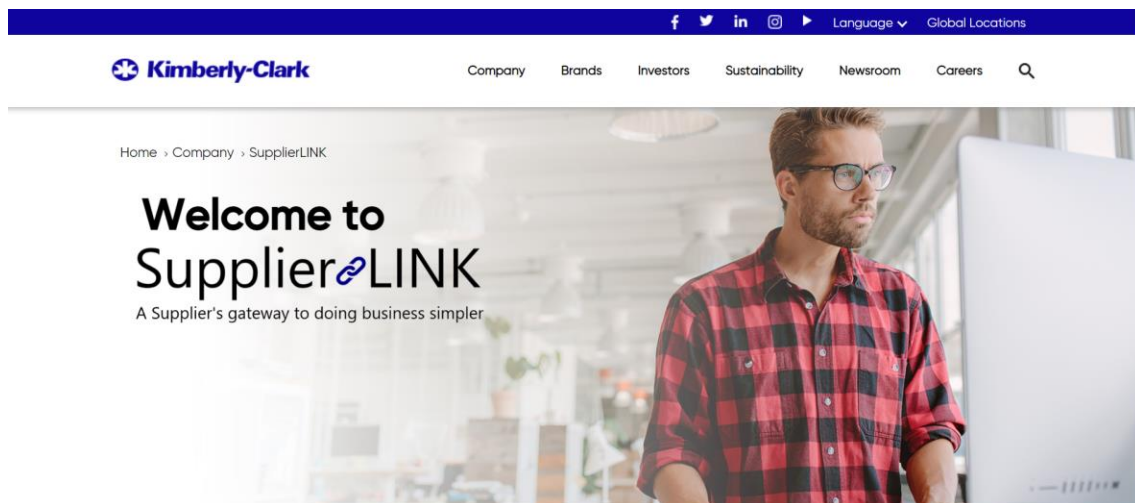 Language Global Locations
Kimberly-Clark
Company Brands Investors Sustainability Newsroom Careers
Home › Company › SupplierLINK
Welcome to
SupplierLINK
A Supplier's gateway to doing business simpler